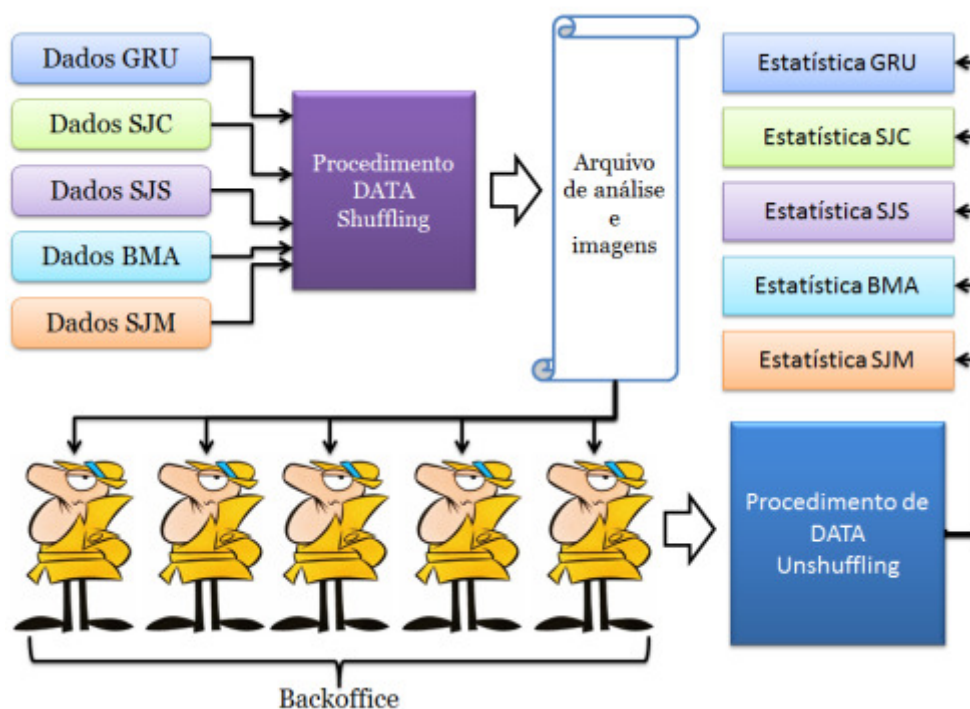 Dados GRU
Dados SJC
Dados SJS
Dados BMA
Dados SJM
Procedimento
DATA
Shuffling
Arquivo
de análise
e
imagens
Estatística GRU
Estatística SJC
Estatística SJS
Estatística BMA
Estatística SJM
Procedimento de
DATA
Unshuffling
Backoffice